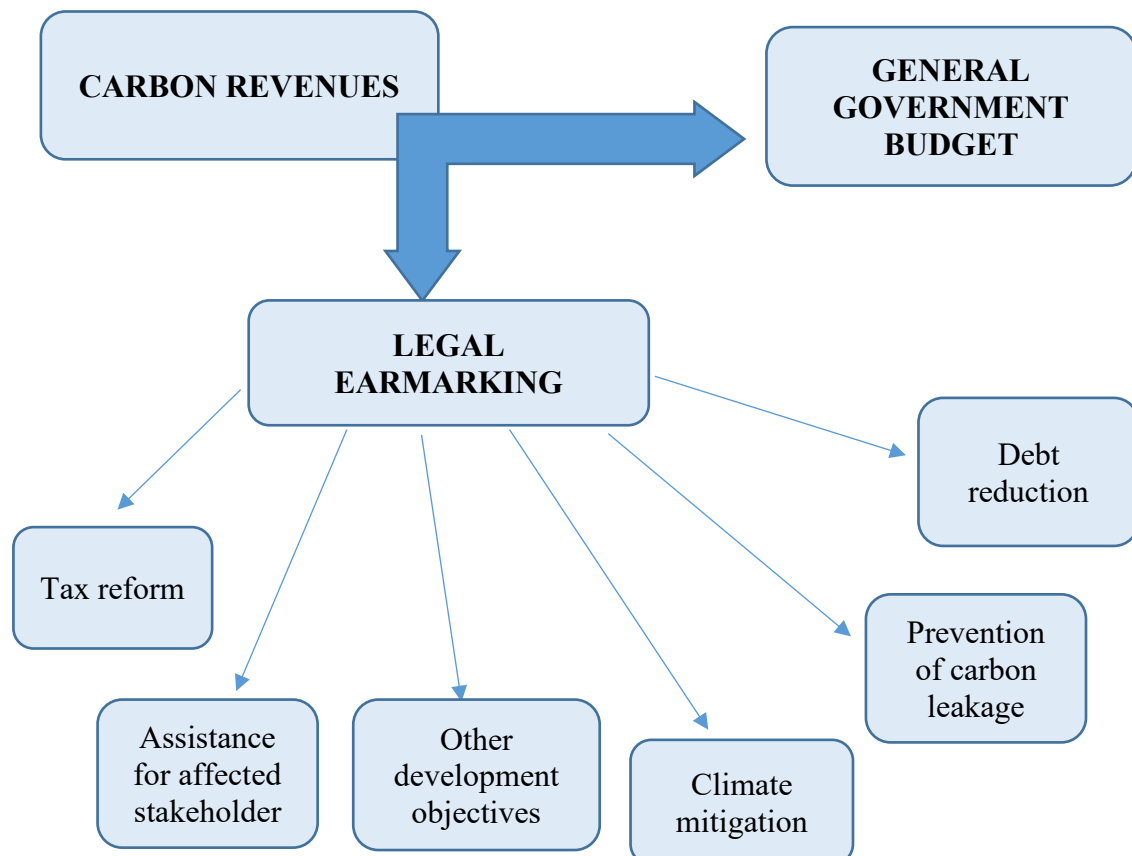 CARBON REVENUES
GENERAL
GOVERNMENT
BUDGET
LEGAL
EARMARKING
Debt
reduction
Tax reform
Prevention
of carbon
leakage
Assistance
for affected
stakeholder
Other
development
objectives
Climate
mitigation